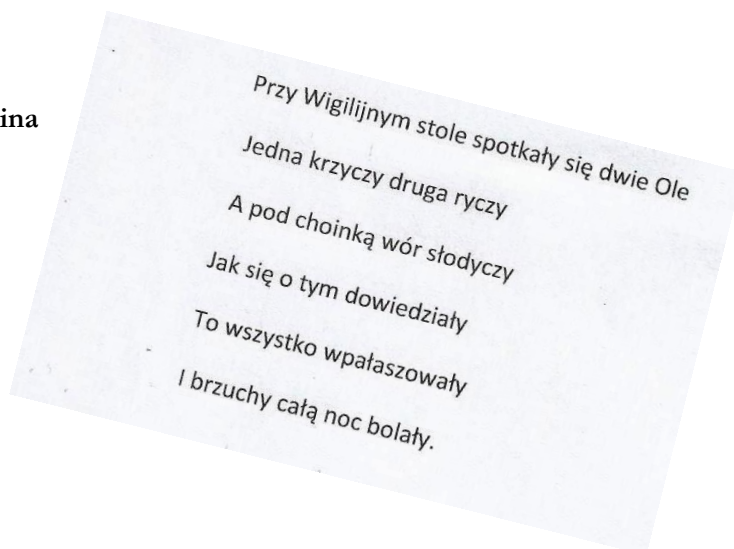 ina
Przy Wigilijnym stole spotkały się dwie Ole
Jedna krzyczy druga ryczy
A pod choinką wór słodyczy
Jak się o tym dowiedziały
To wszystko wpałaszowały
I brzuchy całą noc bolały.